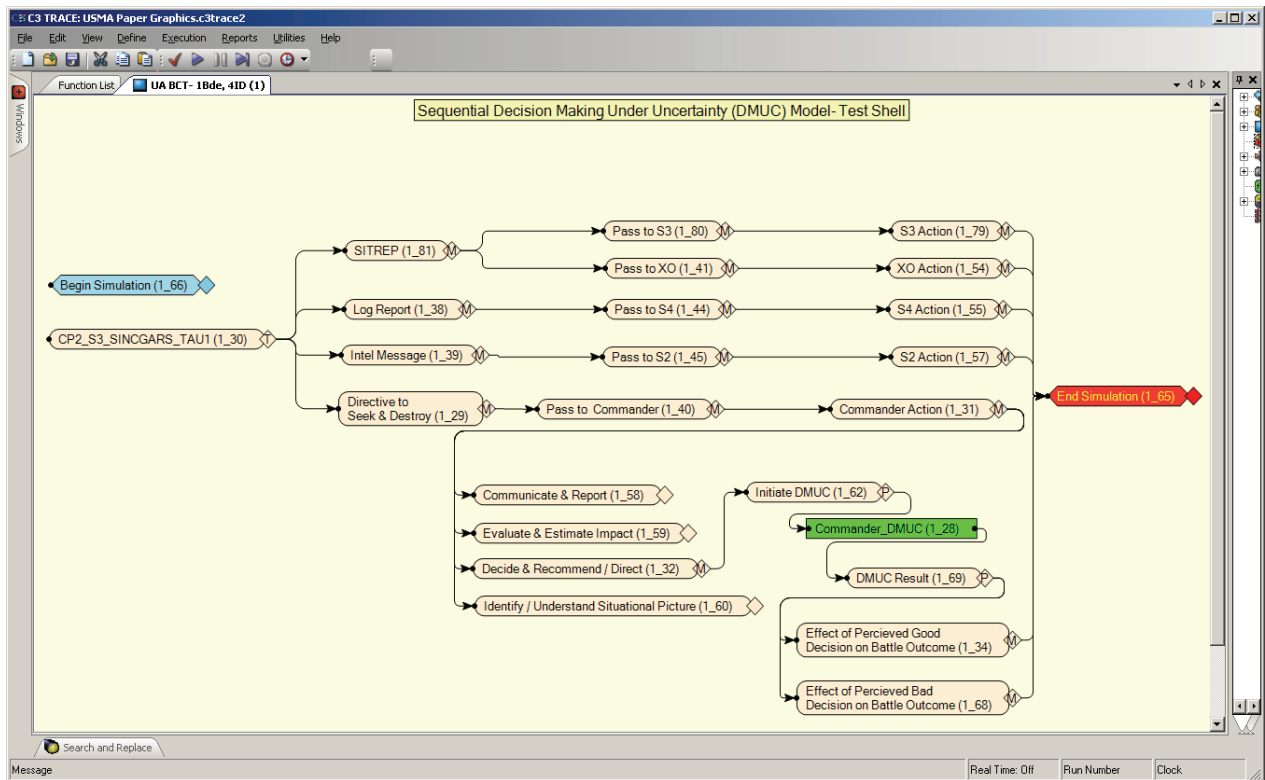 C3 TRACE: USMA Paper Graphics.c3trace2
File Edit View Define Execution Reports Utilities Help
Function List UA BCT- 1Bde, 4ID (1)
Windows
Sequential Decision Making Under Uncertainty (DMUC) Model- Test Shell
Pass to S3 (1_80) M
S3 Action (1_79) M
SITREP (1_81) M
Pass to XO (1_41) M
XO Action (1_54) M
Begin Simulation (1_66)
Log Report (1_38) M
Pass to S4 (1_44) M
S4 Action (1_55) M
CP2_S3_SINCGARS_TAU1 (1_30) T
Intel Message (1_39) M
Pass to S2 (1_45) M
S2 Action (1_57) M
End Simulation (1_65)
Directive to
Seek & Destroy (1_29) M
Pass to Commander (1_40) M
Commander Action (1_31) M
Communicate & Report (1_58)
Initiate DMUC (1_62) P
Evaluate & Estimate Impact (1_59)
Commander_DMUC (1_28)
Decide & Recommend / Direct (1_32) M
DMUC Result (1_69) P
Identify / Understand Situational Picture (1_60)
Effect of Percieved Good
Decision on Battle Outcome (1_34) M
Effect of Percieved Bad
Decision on Battle Outcome (1_68) M
Search and Replace
Message Real Time: Off Run Number Clock